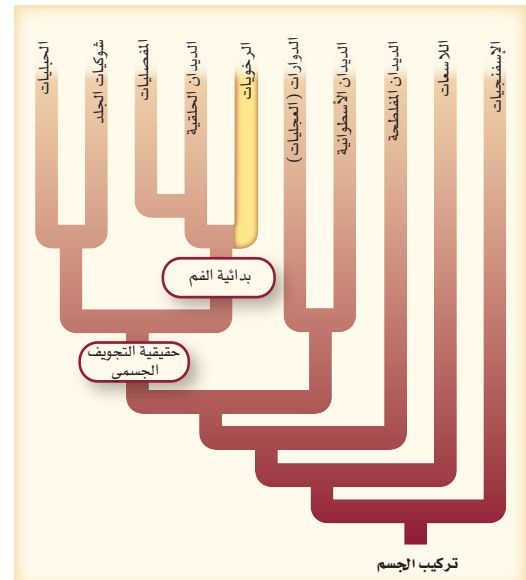 الإسفنجيات
اللاسعات
الديدان المفلطحة
الديدان الأسطوانية
الدوارات (العجليات)
الرخويات
الديدان الحلقية
المفصليات
شوكيات الجلد
الحبليات
بدائية الفم
حقيقية التجويف
الجسمي
تركيب الجسم